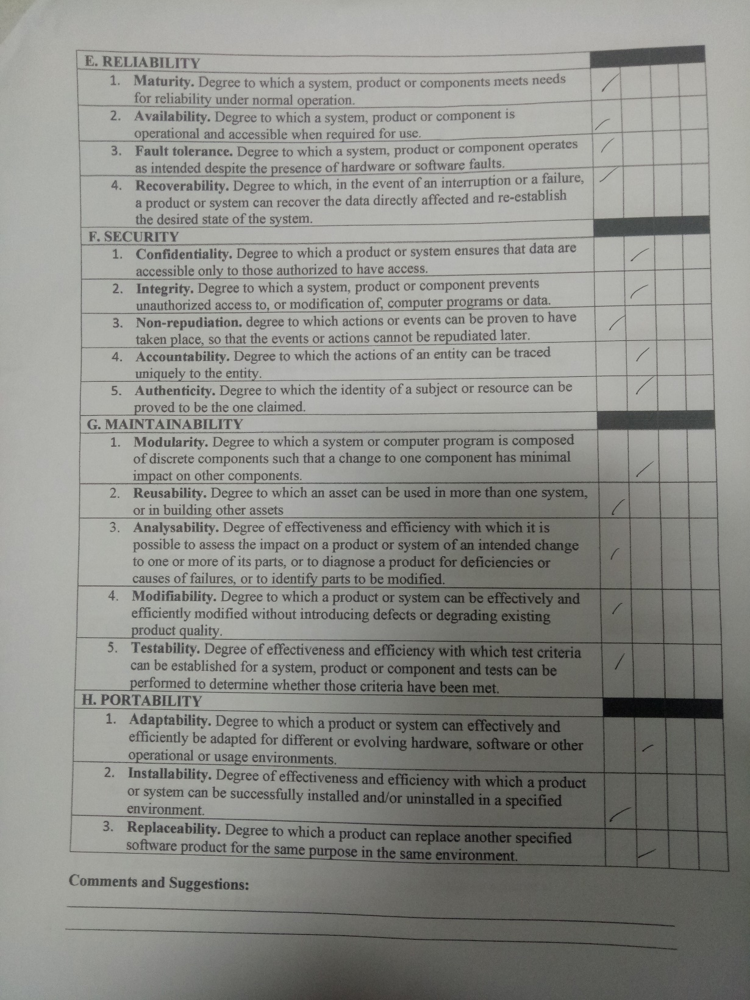 E. RELIABILITY
1. Maturity. Degree to which a system, product or components meets needs
for reliability under normal operation.
2. Availability. Degree to which a system, product or component is
operational and accessible when required for use.
3. Fault tolerance. Degree to which a system, product or component operates
as intended despite the presence of hardware or software faults.
4. Recoverability. Degree to which, in the event of an interruption or a failure,
a product or system can recover the data directly affected and re-establish
the desired state of the system.
F. SECURITY
1. Confidentiality. Degree to which a product or system ensures that data are
accessible only to those authorized to have access.
2. Integrity. Degree to which a system, product or component prevents
unauthorized access to, or modification of, computer programs or data.
3. Non-repudiation. degree to which actions or events can be proven to have
taken place, so that the events or actions cannot be repudiated later.
4. Accountability. Degree to which the actions of an entity can be traced
uniquely to the entity.
5. Authenticity. Degree to which the identity of a subject or resource can be
proved to be the one claimed.
G. MAINTAINABILITY
1. Modularity. Degree to which a system or computer program is composed
of discrete components such that a change to one component has minimal
impact on other components.
2. Reusability. Degree to which an asset can be used in more than one system,
or in building other assets
3. Analysability. Degree of effectiveness and efficiency with which it is
possible to assess the impact on a product or system of an intended change
to one or more of its parts, or to diagnose a product for deficiencies or
causes of failures, or to identify parts to be modified.
4. Modifiability. Degree to which a product or system can be effectively and
efficiently modified without introducing defects or degrading existing
product quality.
5. Testability. Degree of effectiveness and efficiency with which test criteria
can be established for a system, product or component and tests can be
performed to determine whether those criteria have been met.
H. PORTABILITY
1. Adaptability. Degree to which a product or system can effectively and
efficiently be adapted for different or evolving hardware, software or other
operational or usage environments.
2. Installability. Degree of effectiveness and efficiency with which a product
or system can be successfully installed and/or uninstalled in a specified
environment.
3. Replaceability. Degree to which a product can replace another specified
software product for the same purpose in the same environment.
Comments and Suggestions: